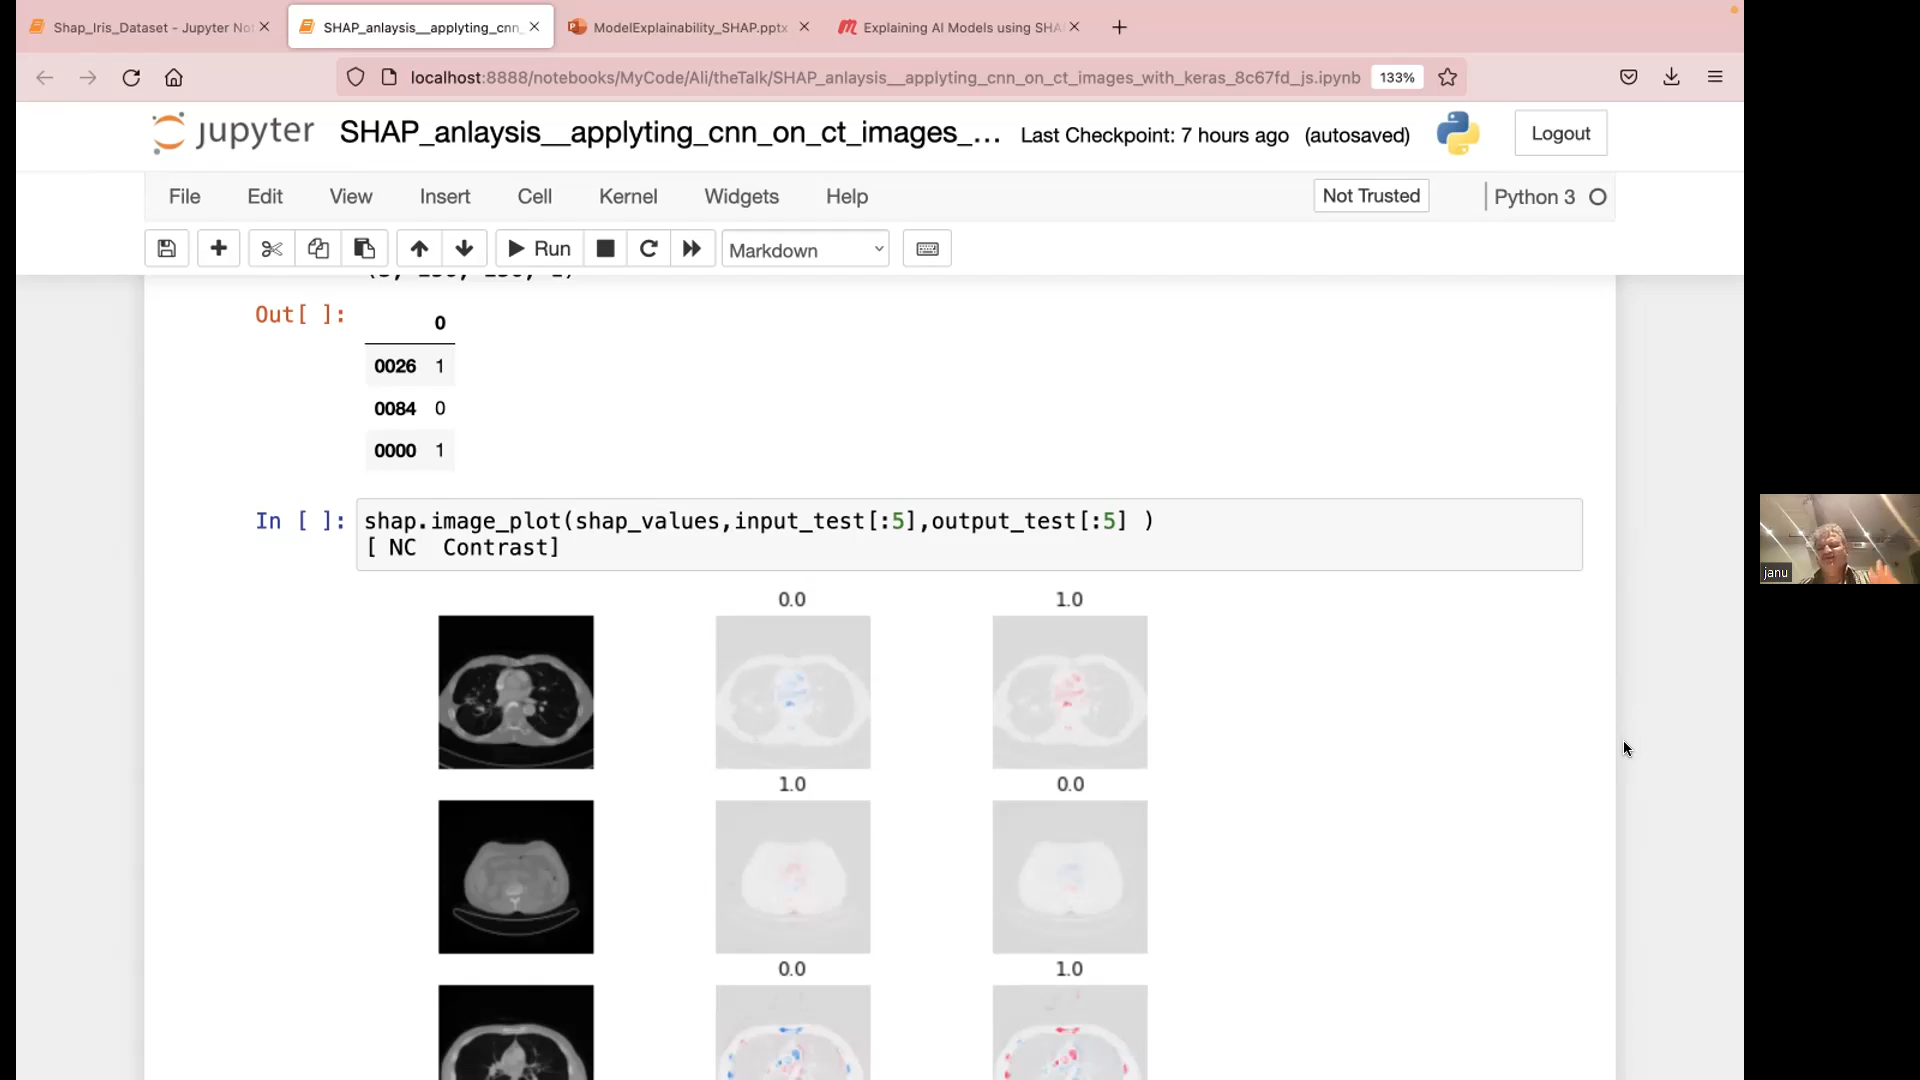 Shap_Iris_Dataset - Jupyter No
SHAP_anlaysis__applyting_cnn_
ModelExplainability_SHAP.pptx
Explaining AI Models using SHA
localhost:8888/notebooks/MyCode/Ali/theTalk/SHAP_anlaysis__applyting_cnn_on_ct_images_with_keras_8c67fd_js.ipynb
133%
jupyter
SHAP_anlaysis__applyting_cnn_on_ct_images_...
Last Checkpoint: 7 hours ago (autosaved)
Logout
File Edit View Insert Cell Kernel Widgets Help
Not Trusted
Python 3
Run
Markdown
Out[ ]:
0
0026 1
0084 0
0000 1
In [ ]:
shap.image_plot(shap_values,input_test[:5],output_test[:5] )
[ NC Contrast]
0.0 1.0
1.0 0.0
0.0 1.0
janu